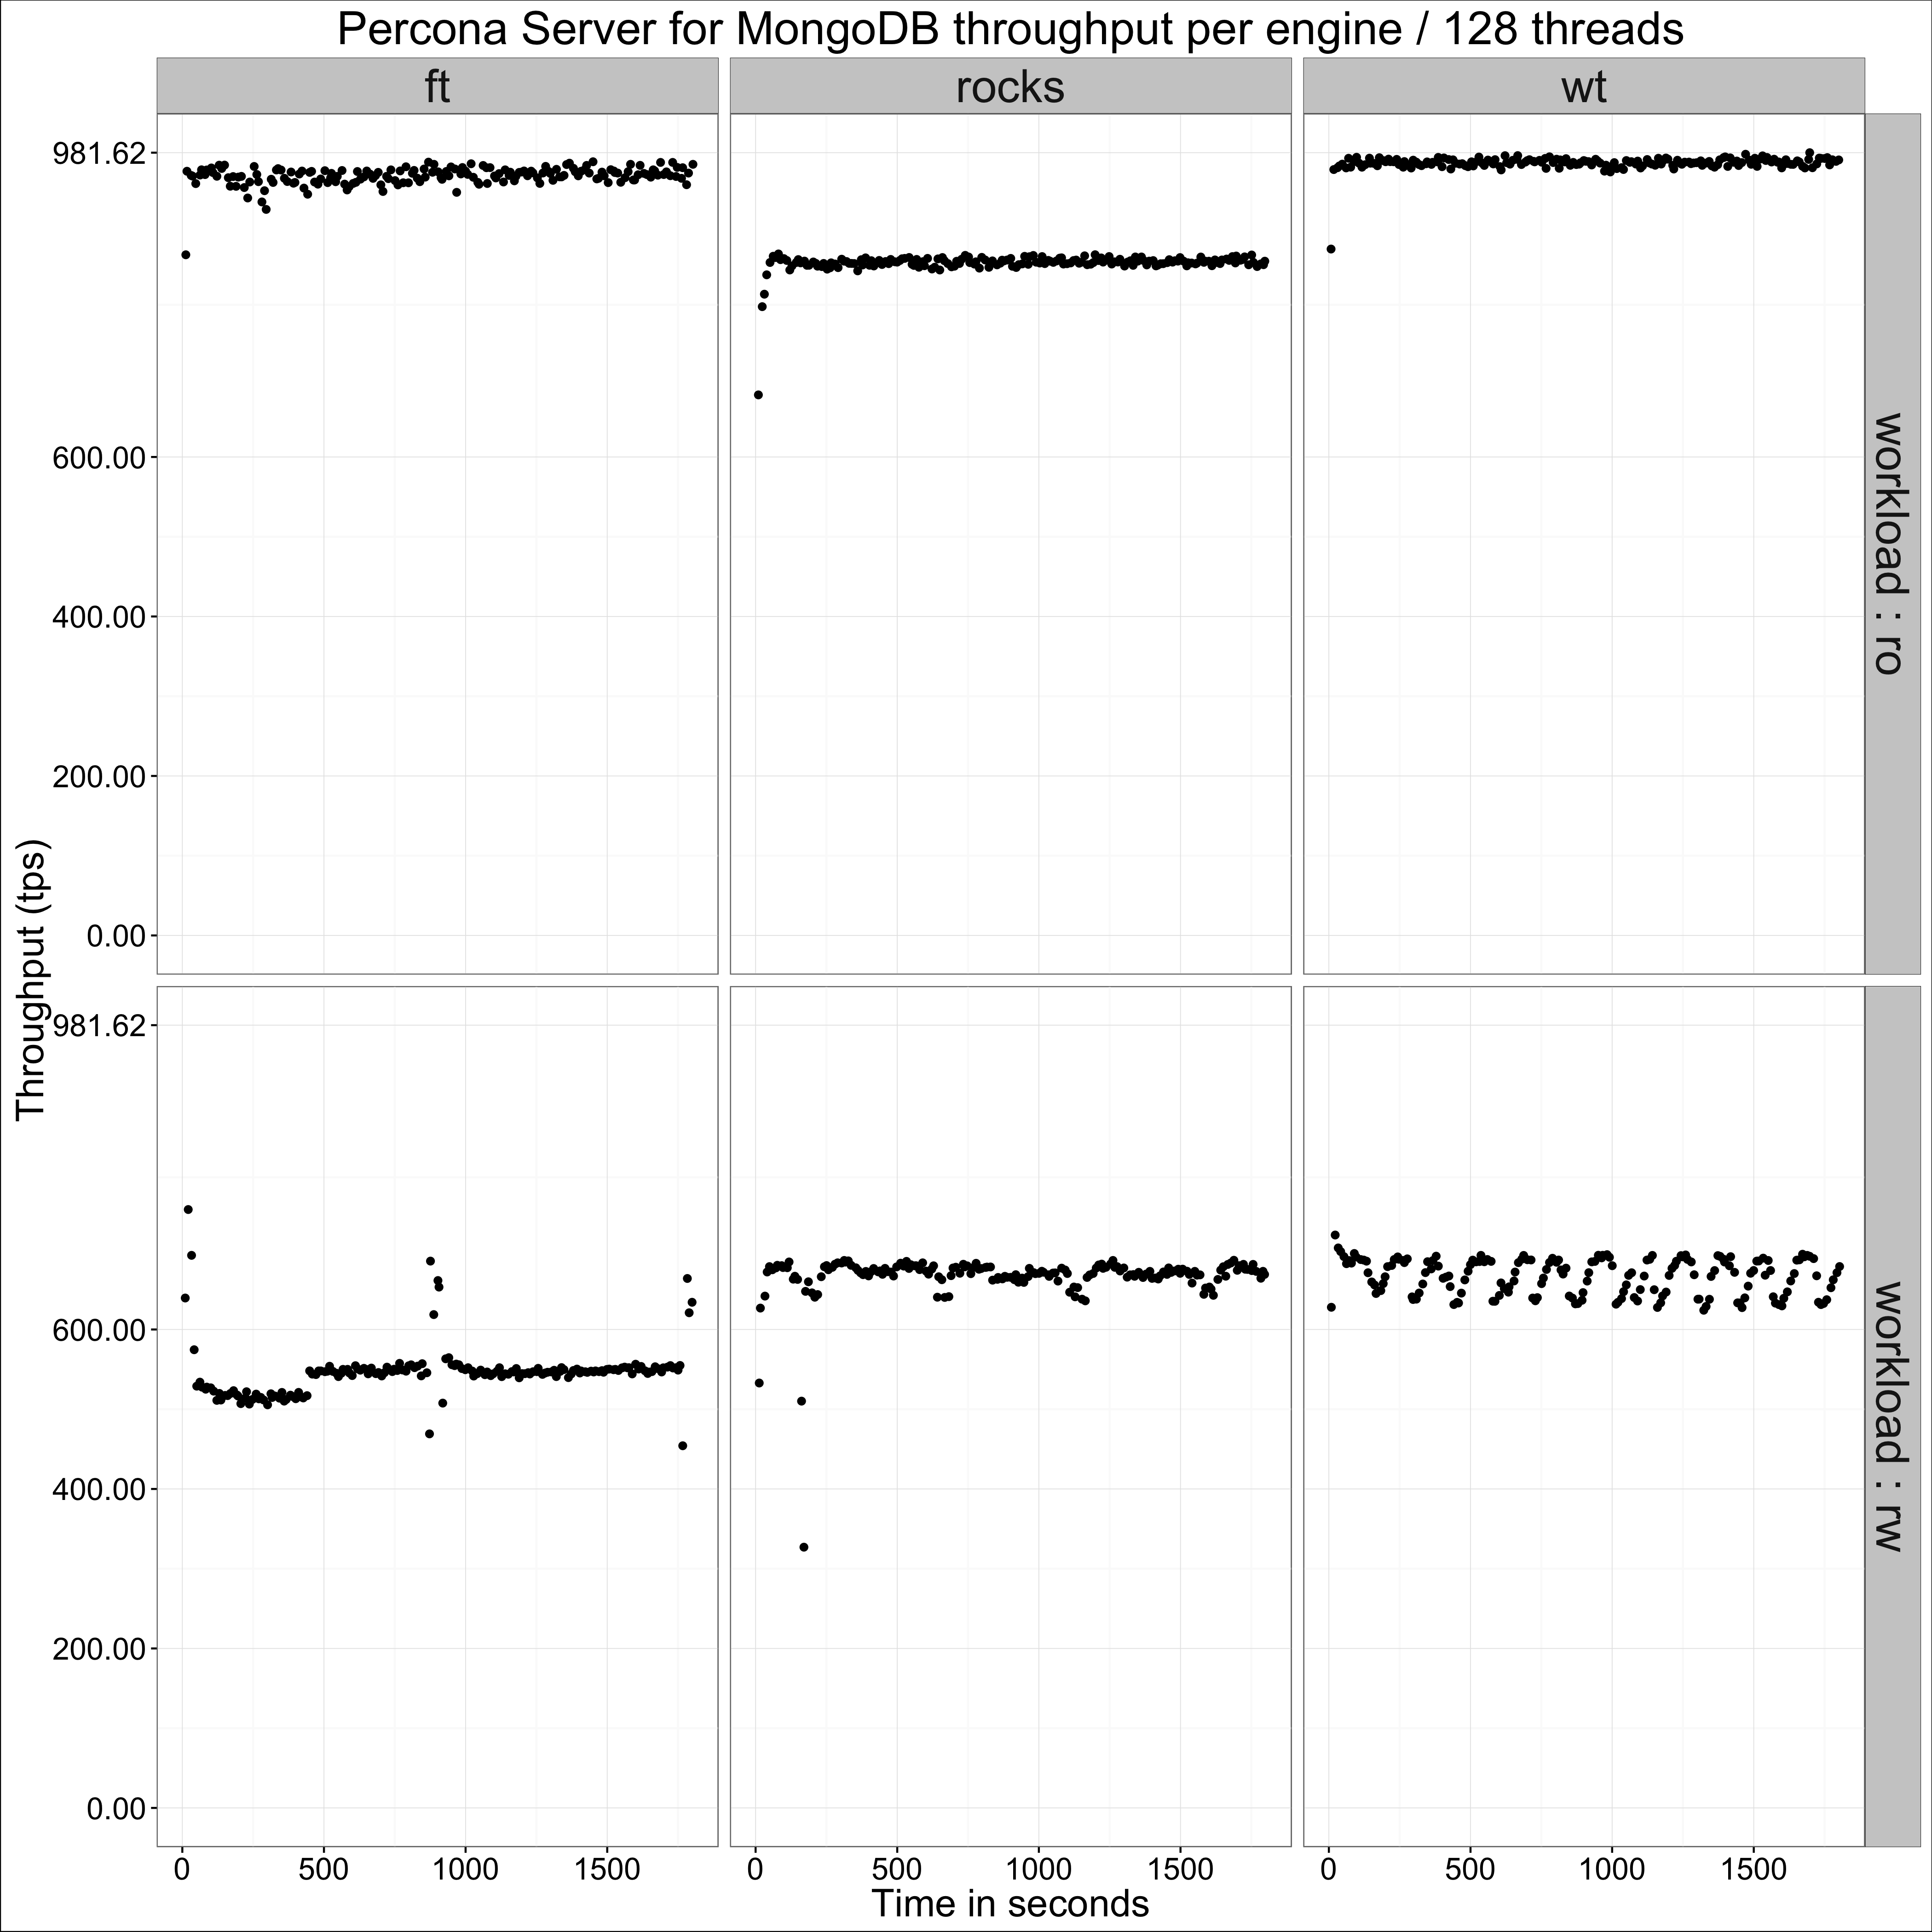 Percona Server for MongoDB throughput per engine / 128 threads
ft
rocks
wt
981.62
600.00
400.00
200.00
0.00
workload : ro
Throughput (tps)
981.62
600.00
400.00
200.00
0.00
workload : rw
0 500 1000 1500
0 500 1000 1500
0 500 1000 1500
Time in seconds